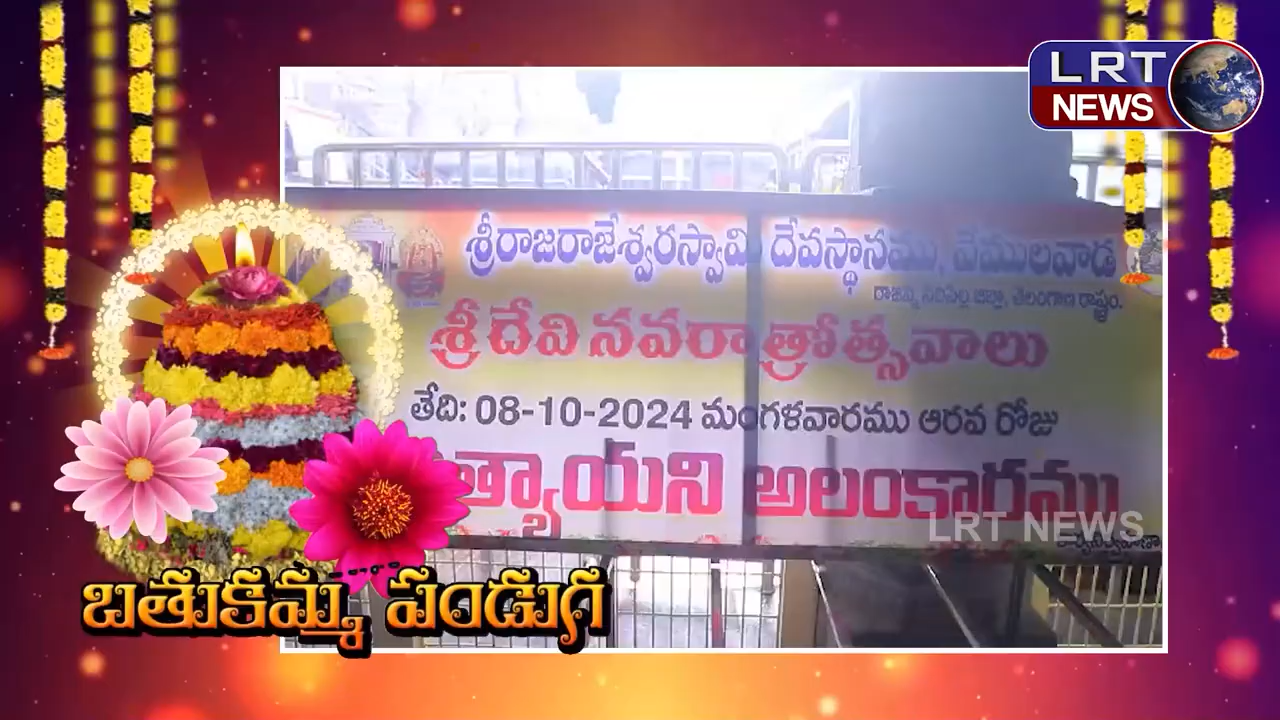 LRT
NEWS
శ్రీరాజరాజేశ్వరస్వామి దేవస్థానము, వేములవాడ
రాజన్న సిరిసిల్ల జిల్లా, తెలంగాణ రాష్ట్రం.
శ్రీ దేవి నవరాత్రోత్సవాలు
తేది: 08-10-2024 మంగళవారము ఆరవ రోజు
అలంకారము
LRT NEWS
బతుకమ్మ పండుగ